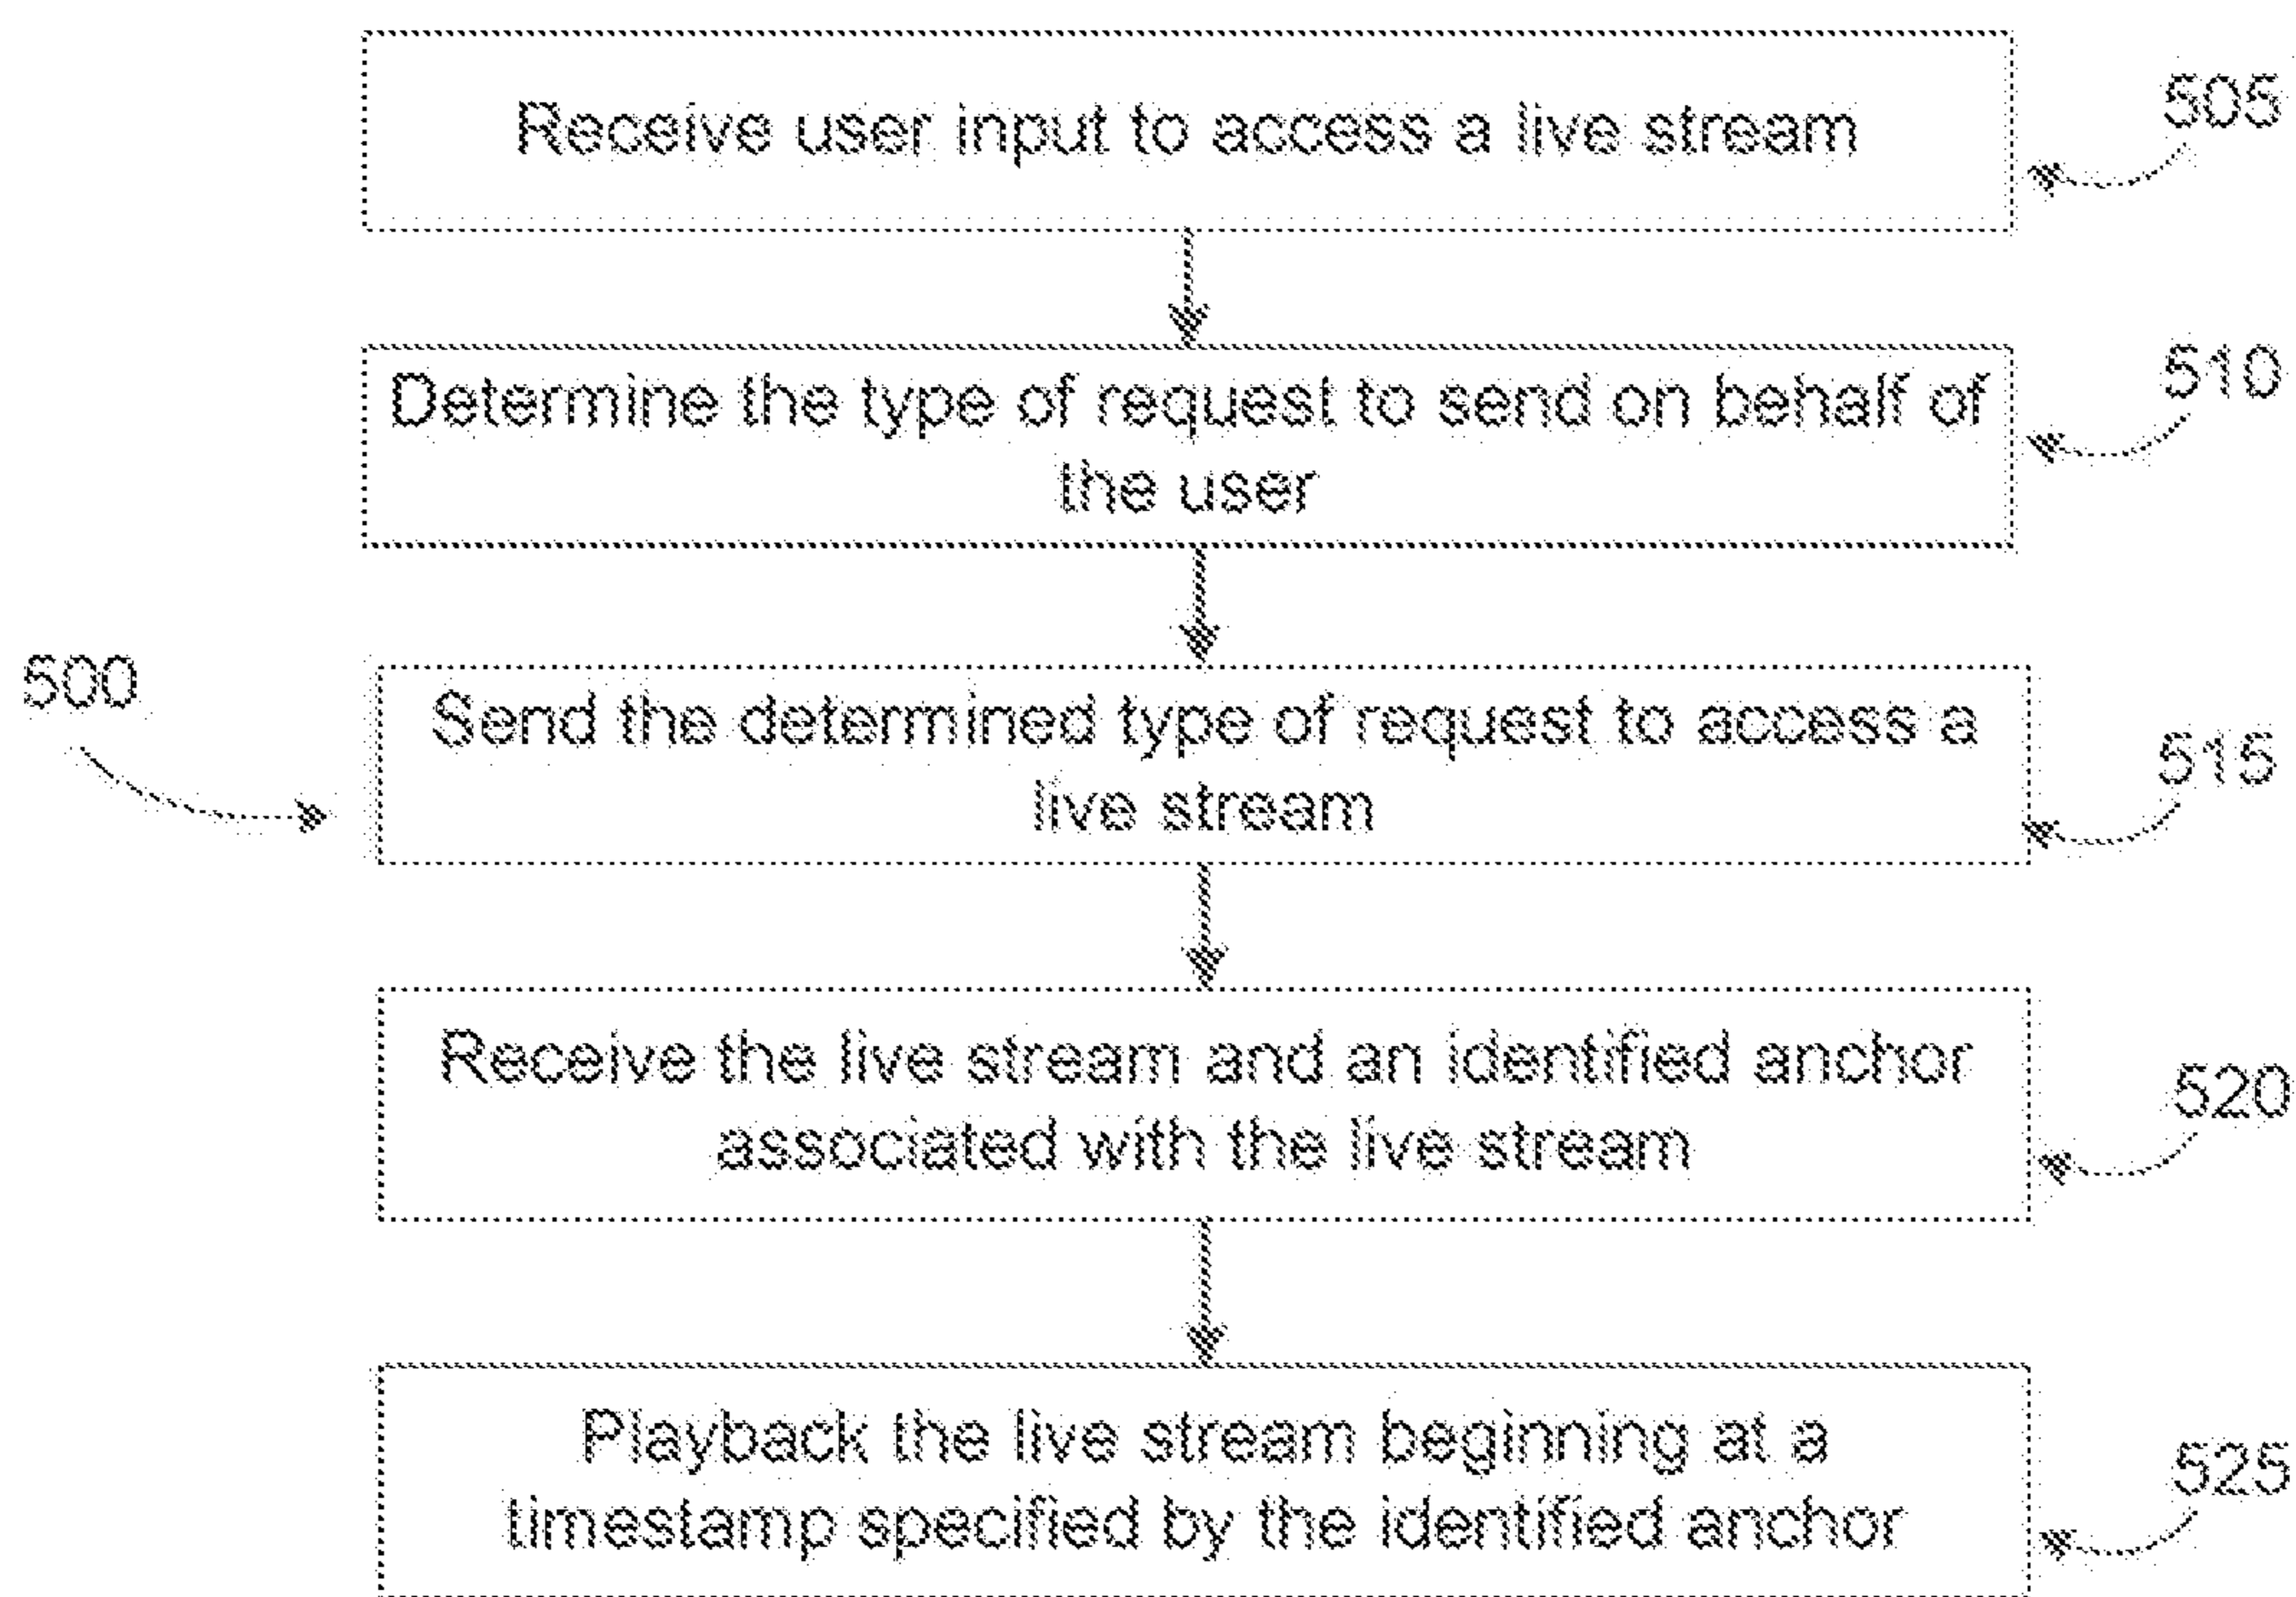 Receive user input to access a live stream
505
Determine the type of request to send on behalf of
the user
510
500
Send the determined type of request to access a
live stream
515
Receive the live stream and an identified anchor
associated with the live stream
520
Playback the live stream beginning at a
timestamp specified by the identified anchor
525